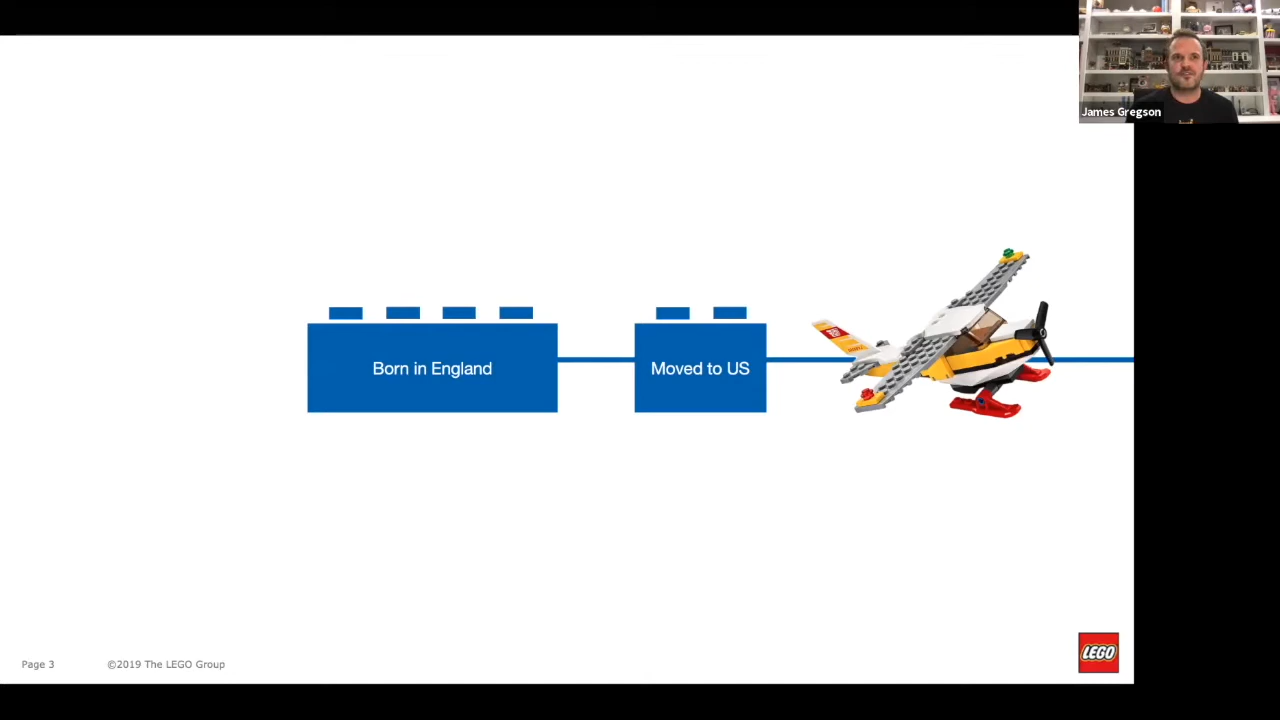 James Gregson
Born in England
Moved to US
Page 3
©2019 The LEGO Group
LEGO